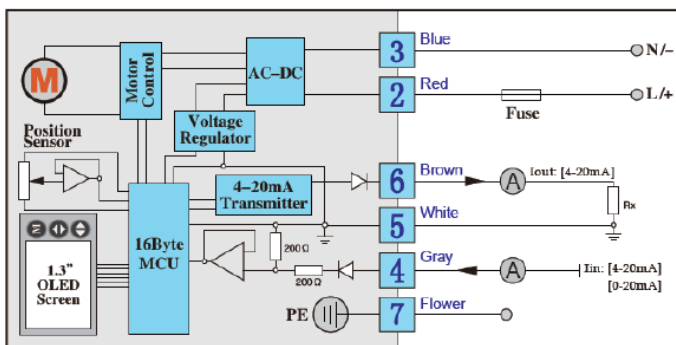 M
Motor
Control
AC–DC
3
Blue
N/–
2
Red
Fuse
L/+
Position
Sensor
Voltage
Regulator
4–20mA
Transmitter
6
Brown
A
Iout: [4-20mA]
Rx
5
White
16Byte
MCU
1.3"
OLED
Screen
200Ω
200Ω
4
Gray
A
Iin: [4-20mA]
[0-20mA]
PE
7
Flower